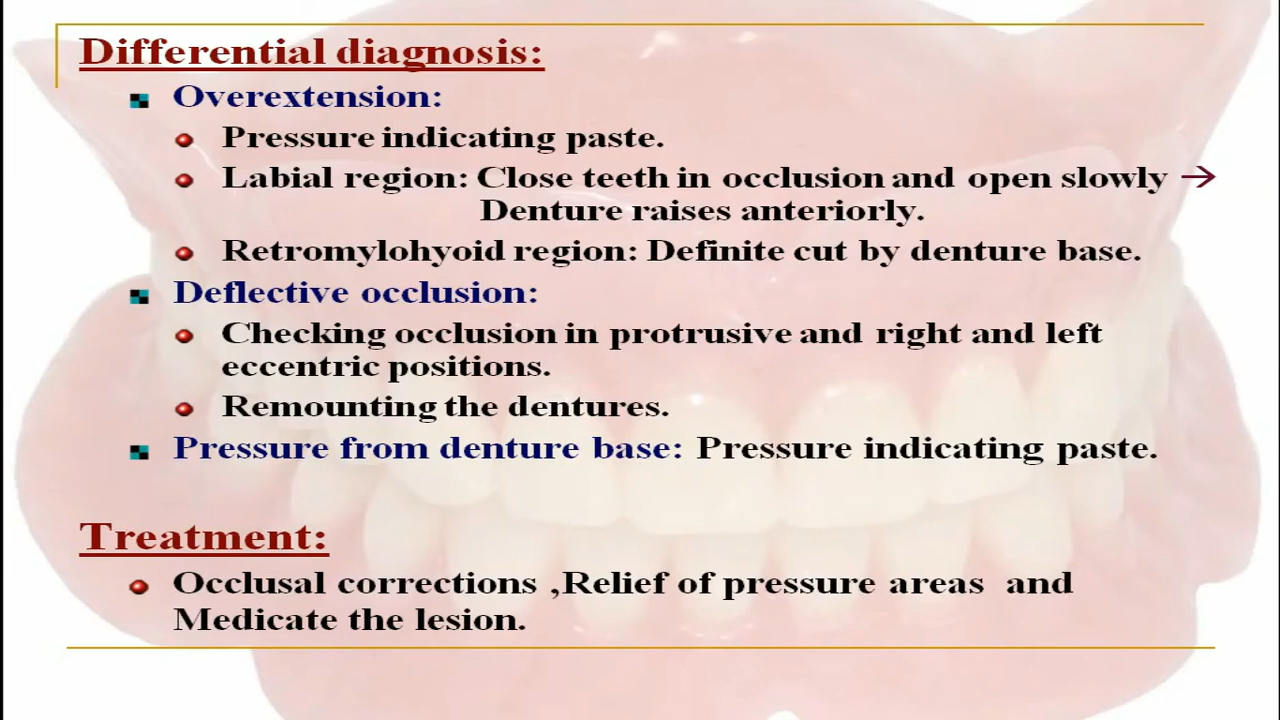 Differential diagnosis:
Overextension:
Pressure indicating paste.
Labial region: Close teeth in occlusion and open slowly →
Denture raises anteriorly.
Retromylohyoid region: Definite cut by denture base.
Deflective occlusion:
Checking occlusion in protrusive and right and left
eccentric positions.
Remounting the dentures.
Pressure from denture base: Pressure indicating paste.
Treatment:
Occlusal corrections ,Relief of pressure areas and
Medicate the lesion.